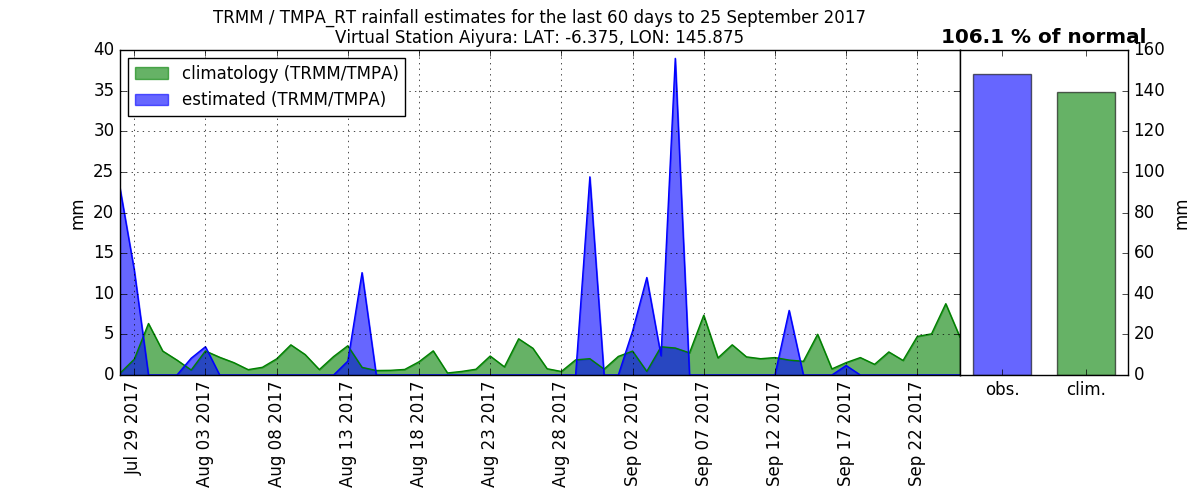 TRMM / TMPA_RT rainfall estimates for the last 60 days to 25 September 2017
Virtual Station Aiyura: LAT: -6.375, LON: 145.875
106.1 % of normal
climatology (TRMM/TMPA)
estimated (TRMM/TMPA)
mm
40
35
30
25
20
15
10
5
0
Jul 29 2017
Aug 03 2017
Aug 08 2017
Aug 13 2017
Aug 18 2017
Aug 23 2017
Aug 28 2017
Sep 02 2017
Sep 07 2017
Sep 12 2017
Sep 17 2017
Sep 22 2017
obs.
clim.
160
140
120
100
80
60
40
20
0
mm